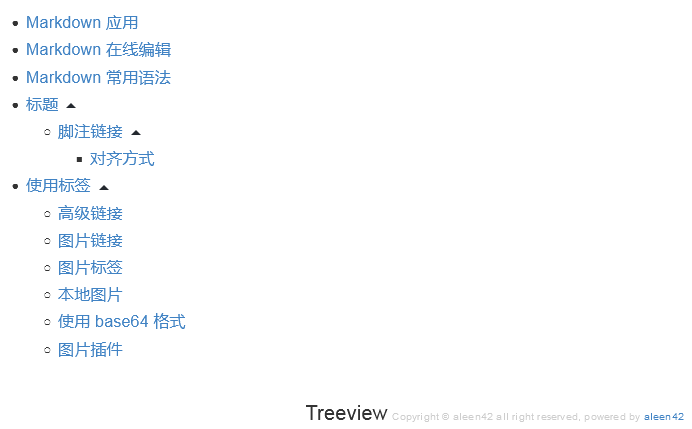 Markdown 应用
Markdown 在线编辑
Markdown 常用语法
标题
脚注链接
对齐方式
使用标签
高级链接
图片链接
图片标签
本地图片
使用 base64 格式
图片插件
Treeview Copyright © aleen42 all right reserved, powered by aleen42